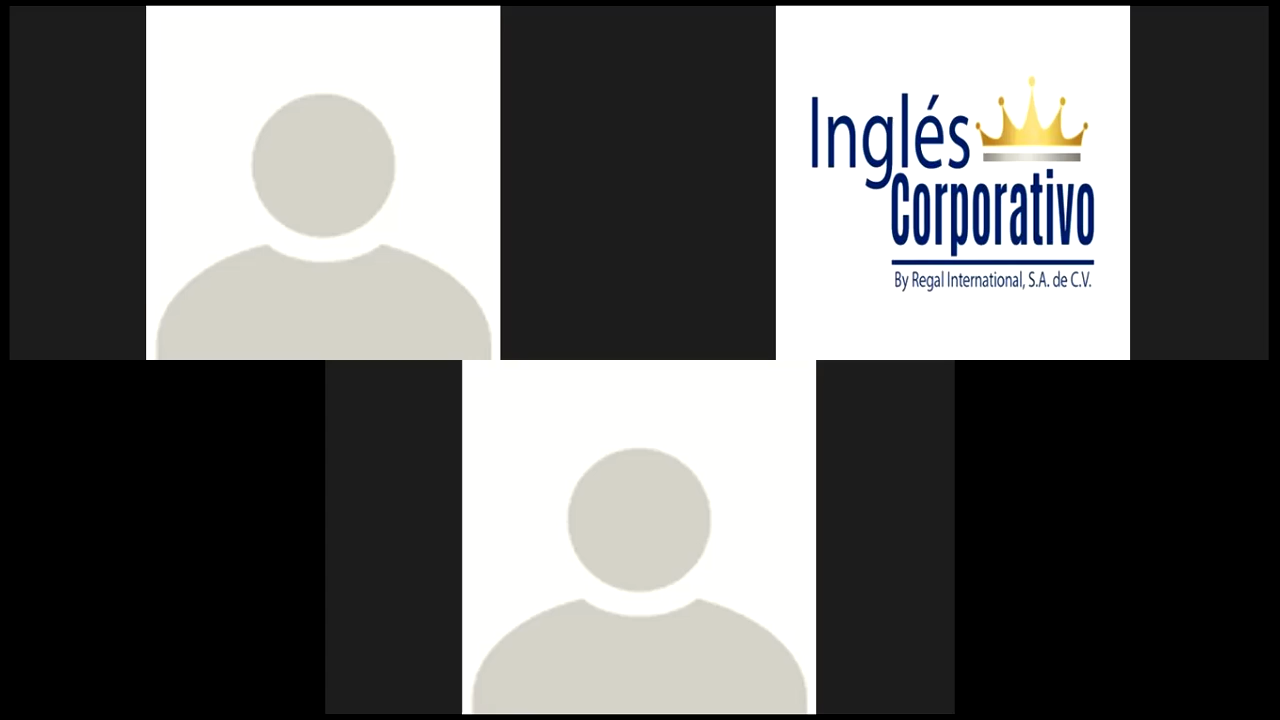 Inglés
Corporativo
By Regal International, S.A. de C.V.